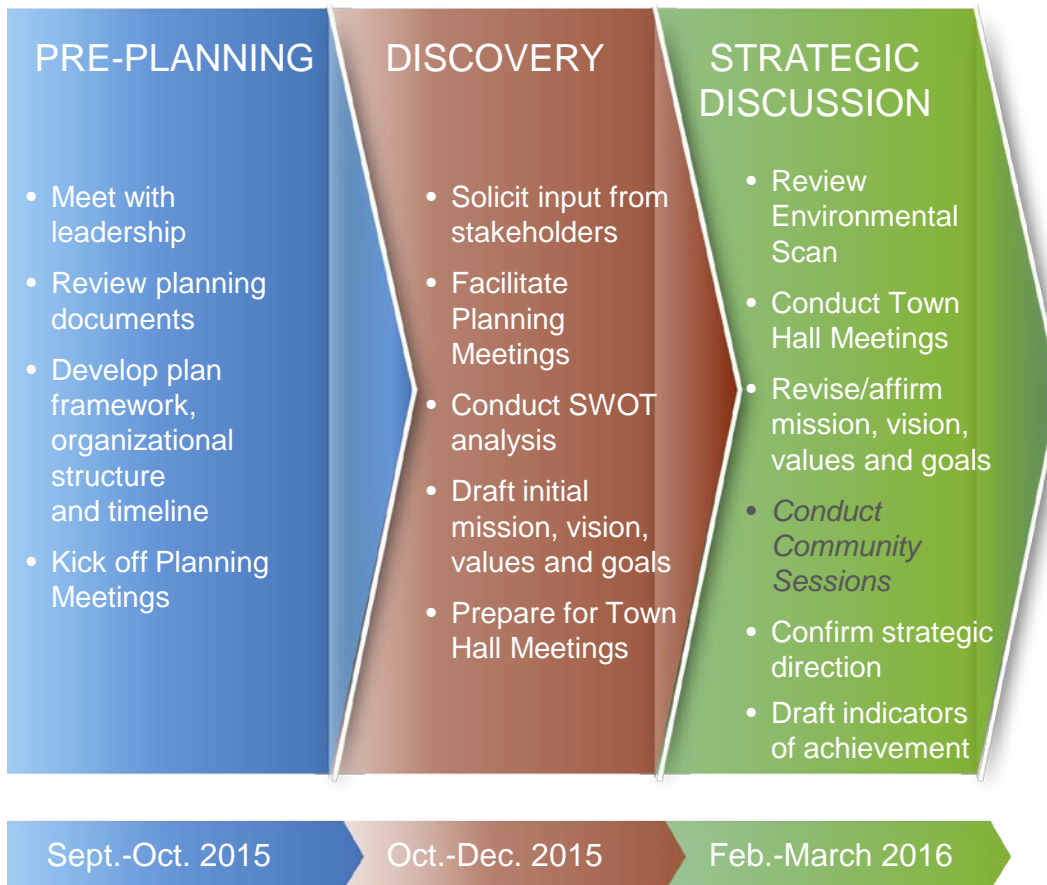 PRE-PLANNING
• Meet with
leadership
• Review planning
documents
• Develop plan
framework,
organizational
structure
and timeline
• Kick off Planning
Meetings
DISCOVERY
• Solicit input from
stakeholders
• Facilitate
Planning
Meetings
• Conduct SWOT
analysis
• Draft initial
mission, vision,
values and goals
• Prepare for Town
Hall Meetings
STRATEGIC
DISCUSSION
• Review
Environmental
Scan
• Conduct Town
Hall Meetings
• Revise/affirm
mission, vision,
values and goals
• Conduct
Community
Sessions
• Confirm strategic
direction
• Draft indicators
of achievement
Sept.-Oct. 2015
Oct.-Dec. 2015
Feb.-March 2016